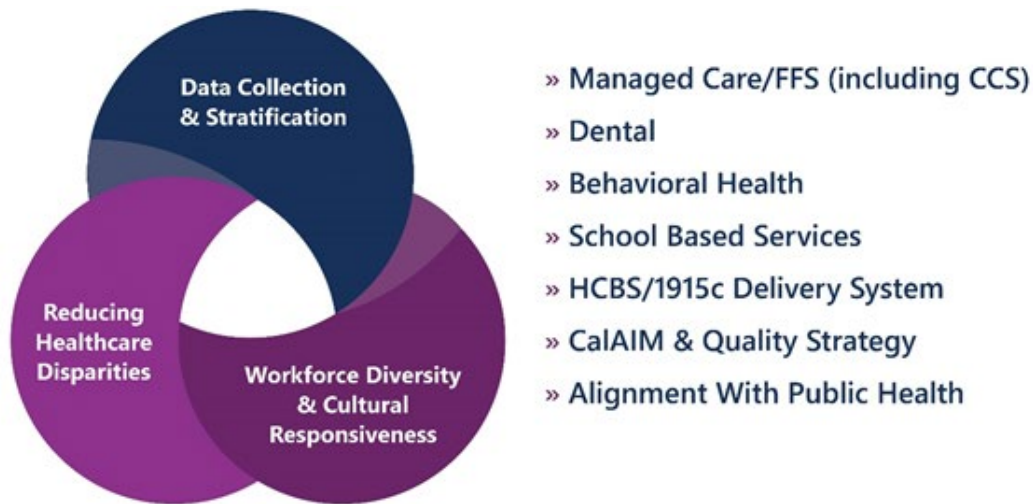 Data Collection
& Stratification
Reducing
Healthcare
Disparities
Workforce Diversity
& Cultural
Responsiveness
» Managed Care/FFS (including CCS)
» Dental
» Behavioral Health
» School Based Services
» HCBS/1915c Delivery System
» CalAIM & Quality Strategy
» Alignment With Public Health